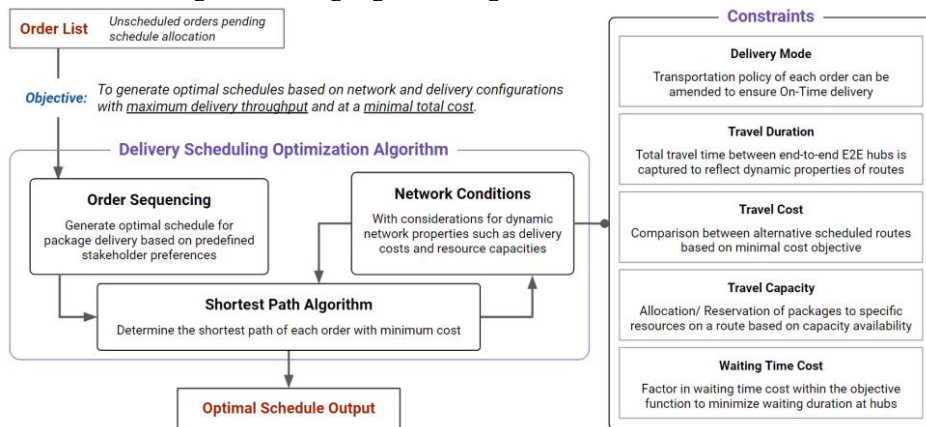 Order List
Unscheduled orders pending
schedule allocation
Objective:
To generate optimal schedules based on network and delivery configurations
with maximum delivery throughput and at a minimal total cost.
Delivery Scheduling Optimization Algorithm
Order Sequencing
Generate optimal schedule for
package delivery based on predefined
stakeholder preferences
Network Conditions
With considerations for dynamic
network properties such as delivery
costs and resource capacities
Shortest Path Algorithm
Determine the shortest path of each order with minimum cost
Optimal Schedule Output
Constraints
Delivery Mode
Transportation policy of each order can be
amended to ensure On-Time delivery
Travel Duration
Total travel time between end-to-end E2E hubs is
captured to reflect dynamic properties of routes
Travel Cost
Comparison between alternative scheduled routes
based on minimal cost objective
Travel Capacity
Allocation/ Reservation of packages to specific
resources on a route based on capacity availability
Waiting Time Cost
Factor in waiting time cost within the objective
function to minimize waiting duration at hubs